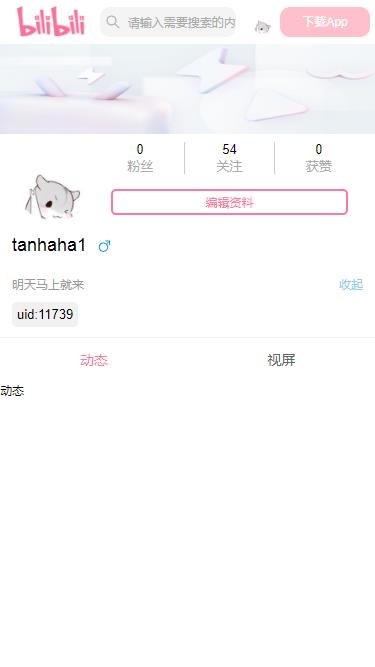 bilibili
请输入需要搜索的内
下载App
0
54
0
粉丝
关注
获赞
编辑资料
tanhaha1
明天马上就来
收起
uid:11739
动态
视屏
动态